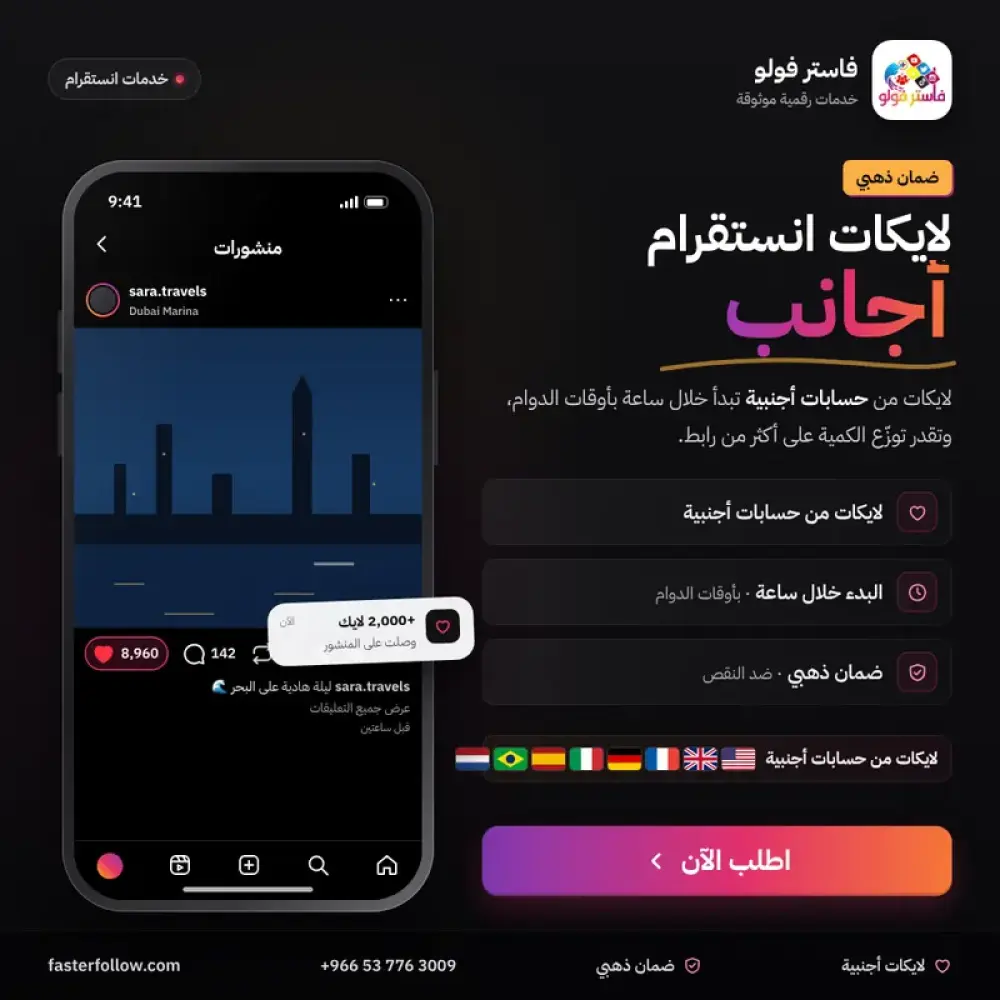 فاستر فولو
فاستر فولو
خدمات رقمية موثوقة
خدمات انستقرام
ضمان ذهبي
لايكات انستقرام
أجانب
لايكات من حسابات أجنبية تبدأ خلال ساعة بأوقات الدوام،
وتقدر توزّع الكمية على أكثر من رابط.
لايكات من حسابات أجنبية
البدء خلال ساعة · بأوقات الدوام
ضمان ذهبي · ضد النقص
لايكات من حسابات أجنبية
اطلب الآن
9:41
منشورات
sara.travels
Dubai Marina
+2,000 لايك
الآن
وصلت على المنشور
8,960
142
sara.travels ليلة هادية على البحر 🌊
عرض جميع التعليقات
قبل ساعتين
لايكات أجنبية
ضمان ذهبي
+966 53 776 3009
fasterfollow.com